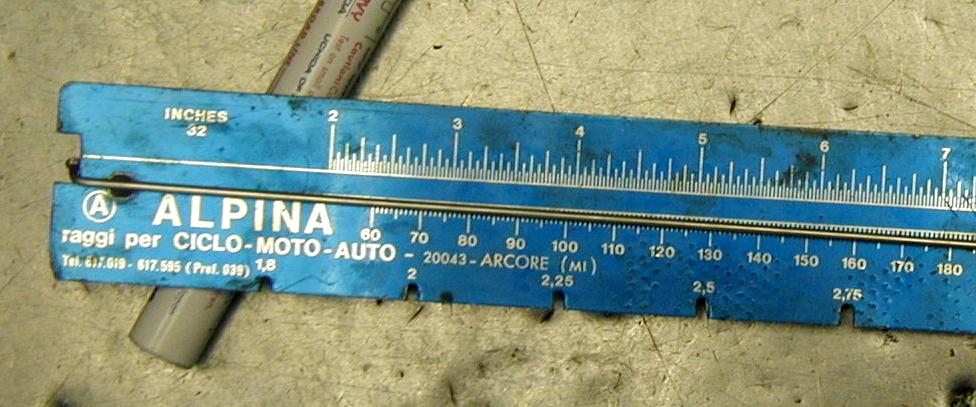 INCHES
32
2 3 4 5 6 7
A ALPINA
60 70 80 90 100 110 120 130 140 150 160 170 180
raggi per CICLO-MOTO-AUTO - 20043-ARCORE (MI)
Tel. 617.619 - 617.595 (Pref. 039)
1,8 2 2,25 2,5 2,75
UCHIDA OF